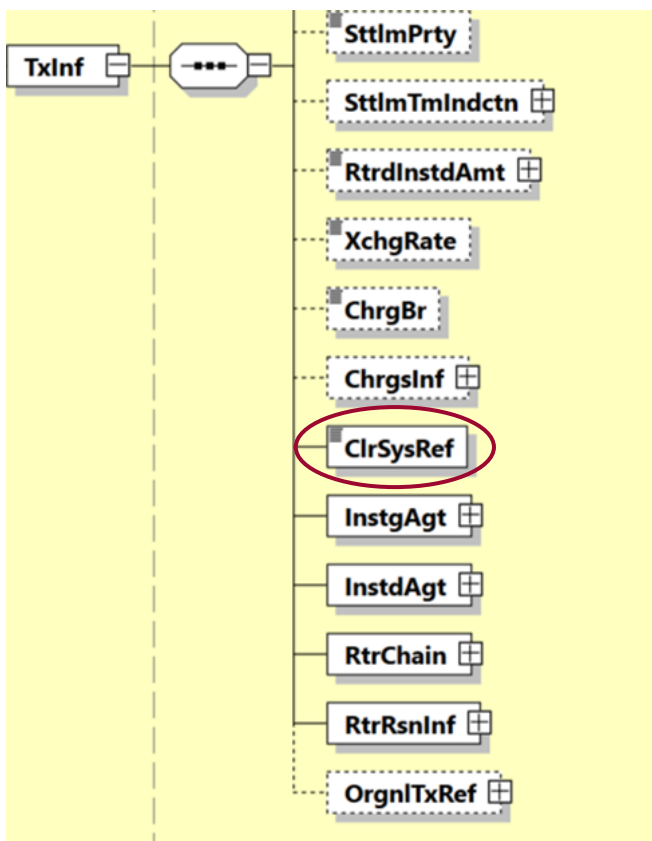 SttlmPrty
TxInf
SttlmTmIndctn
RtrdInstdAmt
XchgRate
ChrgBr
ChrgsInf
ClrSysRef
InstgAgt
InstdAgt
RtrChain
RtrRsnInf
OrgnlTxRef